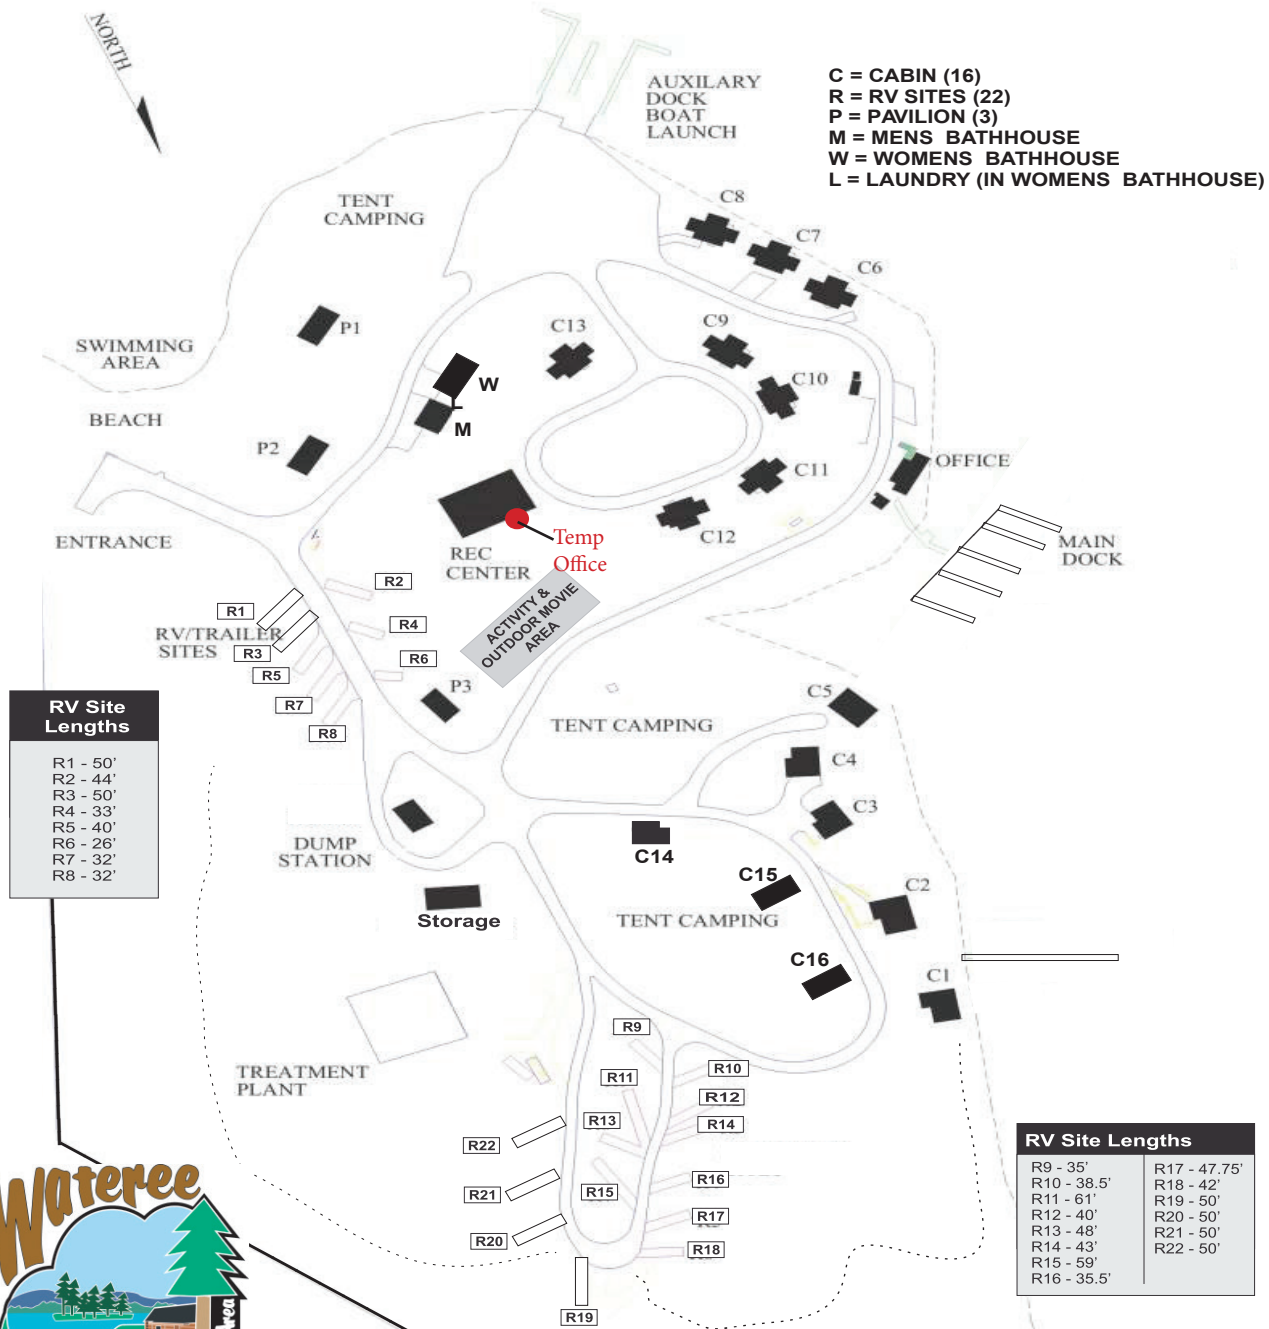 NORTH
AUXILARY
DOCK
BOAT
LAUNCH
C = CABIN (16)
R = RV SITES (22)
P = PAVILION (3)
M = MENS BATHHOUSE
W = WOMENS BATHHOUSE
L = LAUNDRY (IN WOMENS BATHHOUSE)
TENT
CAMPING
C8
C7
C6
P1
C13
C9
SWIMMING
AREA
W
C10
L
BEACH
M
P2
C11
OFFICE
C12
ENTRANCE
REC
CENTER
Temp
Office
MAIN
DOCK
R2
ACTIVITY &
OUTDOOR MOVIE
AREA
R1
R4
RV/TRAILER
SITES
R3
R6
R5
R7
P3
R8
C5
TENT CAMPING
RV Site
Lengths
R1 - 50'
R2 - 44'
R3 - 50'
R4 - 33'
R5 - 40'
R6 - 26'
R7 - 32'
R8 - 32'
C4
C3
DUMP
STATION
C14
C15
C2
Storage
TENT CAMPING
C16
C1
R9
TREATMENT
PLANT
R11
R10
R12
R13
R14
R22
R16
R21
R15
R17
R20
R18
R19
RV Site Lengths
R9 - 35'
R10 - 38.5'
R11 - 61'
R12 - 40'
R13 - 48'
R14 - 43'
R15 - 59'
R16 - 35.5'
R17 - 47.75'
R18 - 42'
R19 - 50'
R20 - 50'
R21 - 50'
R22 - 50'
Wateree